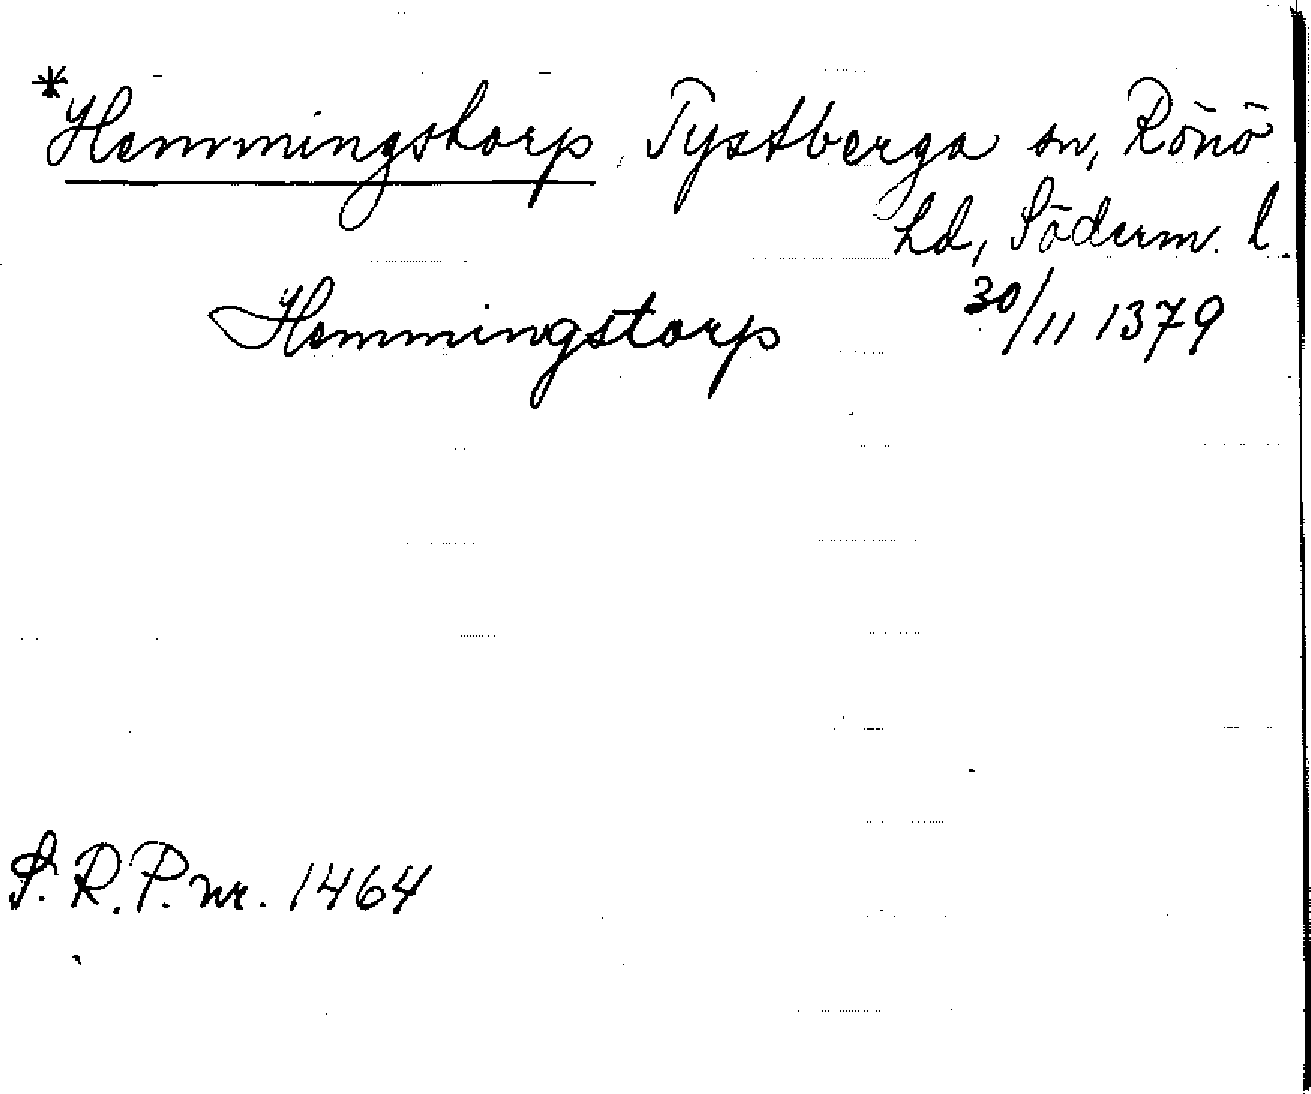 *Hemmingstorp, Tystberga sn, Rönö
hd, Söderm. l.
Hemmingstorp 30/11 1379
S.R.P. nr. 1464